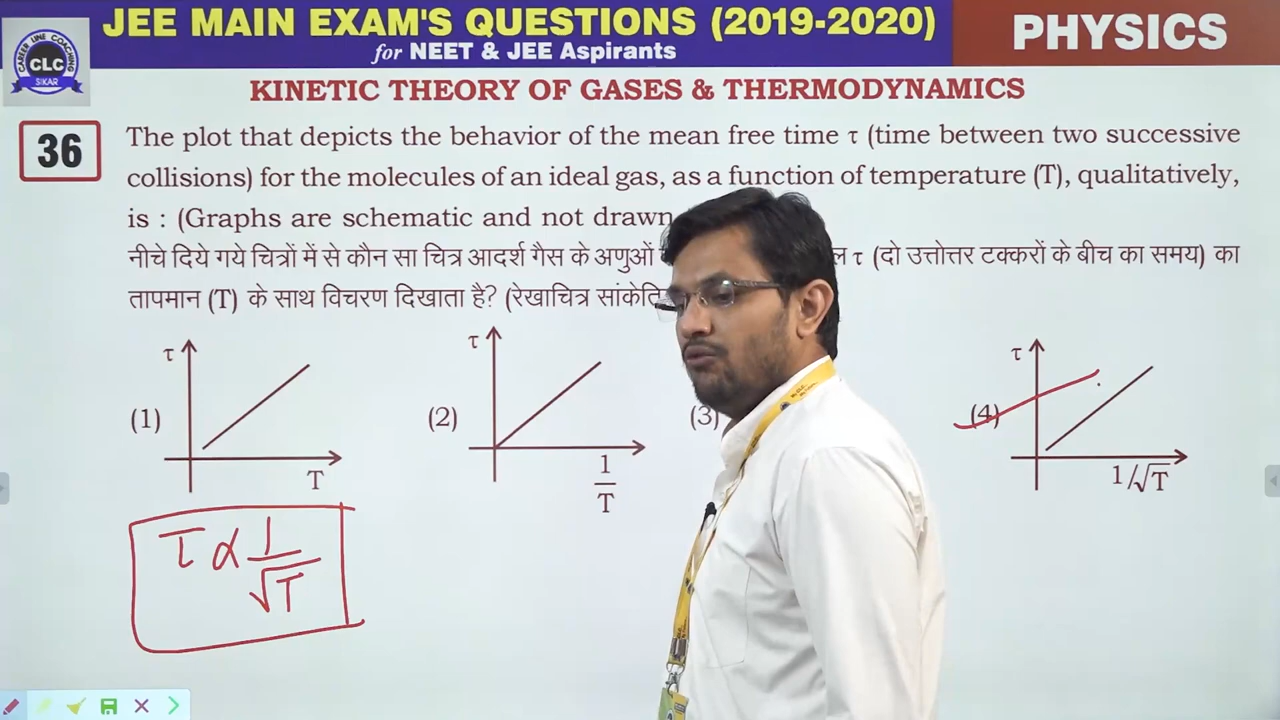 JEE MAIN EXAM'S QUESTIONS (2019-2020)
for NEET & JEE Aspirants
PHYSICS
CAREER LINE COACHING
CLC
SIKAR
KINETIC THEORY OF GASES & THERMODYNAMICS
36
The plot that depicts the behavior of the mean free time τ (time between two successive
collisions) for the molecules of an ideal gas, as a function of temperature (T), qualitatively,
is : (Graphs are schematic and not drawn
नीचे दिये गये चित्रों में से कौन सा चित्र आदर्श गैस के अणुओं τ (दो उत्तोत्तर टक्करों के बीच का समय) का
तापमान (T) के साथ विचरण दिखाता है? (रेखाचित्र
(1) τ T
(2) τ 1/T
(3)
(4) τ 1/√T
τ ∝ 1/√T